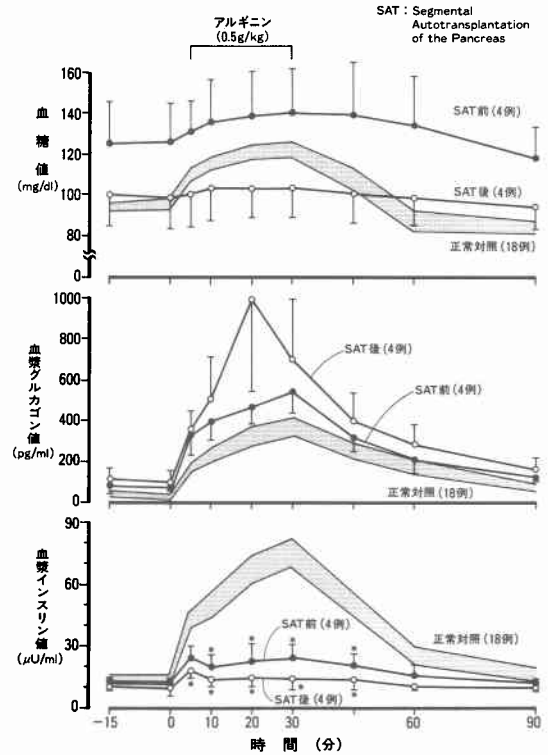 アルギニン
(0.5g/kg)
SAT：Segmental
Autotransplantation
of the Pancreas
血糖値
(mg/dl)
160
140
120
100
80
0
SAT前(4例)
SAT後(4例)
正常対照(18例)
血漿グルカゴン値
(pg/ml)
1000
800
600
400
200
0
SAT後(4例)
SAT前(4例)
正常対照(18例)
血漿インスリン値
(μU/ml)
90
60
30
0
正常対照(18例)
SAT前(4例)
* * * * *
* * * * *
SAT後(4例)
-15 0 10 20 30 60 90
時間 (分)